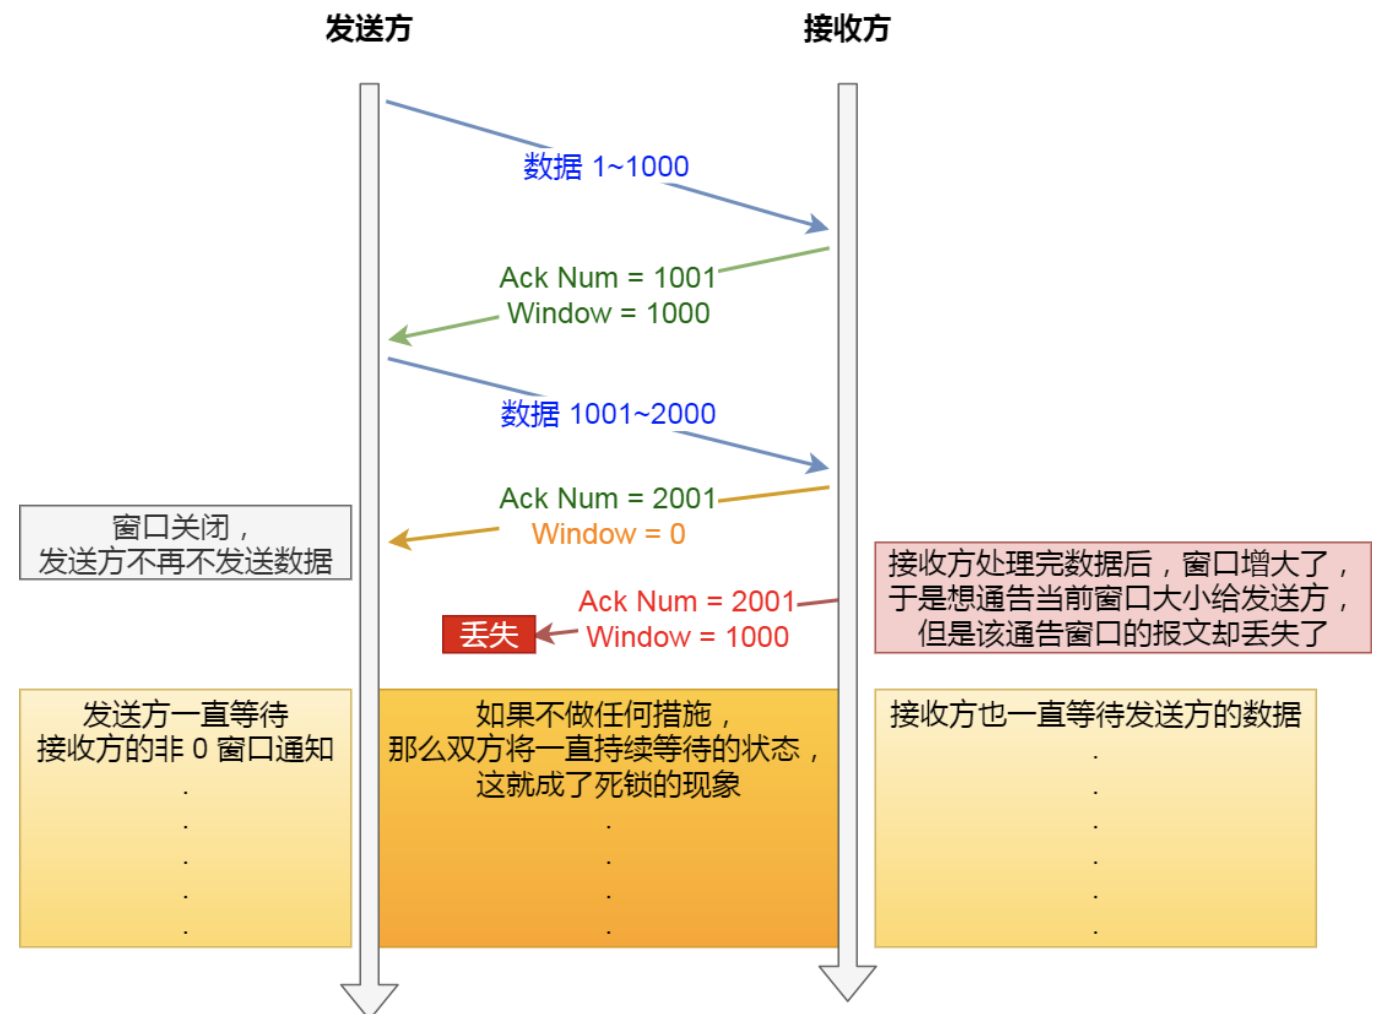 发送方
接收方
数据 1~1000
Ack Num = 1001
Window = 1000
数据 1001~2000
Ack Num = 2001
Window = 0
窗口关闭，
发送方不再不发送数据
接收方处理完数据后，窗口增大了，
于是想通告当前窗口大小给发送方，
但是该通告窗口的报文却丢失了
Ack Num = 2001
Window = 1000
丢失
发送方一直等待
接收方的非 0 窗口通知
.
.
.
.
.
如果不做任何措施，
那么双方将一直持续等待的状态，
这就成了死锁的现象
.
.
.
.
接收方也一直等待发送方的数据
.
.
.
.
.
.